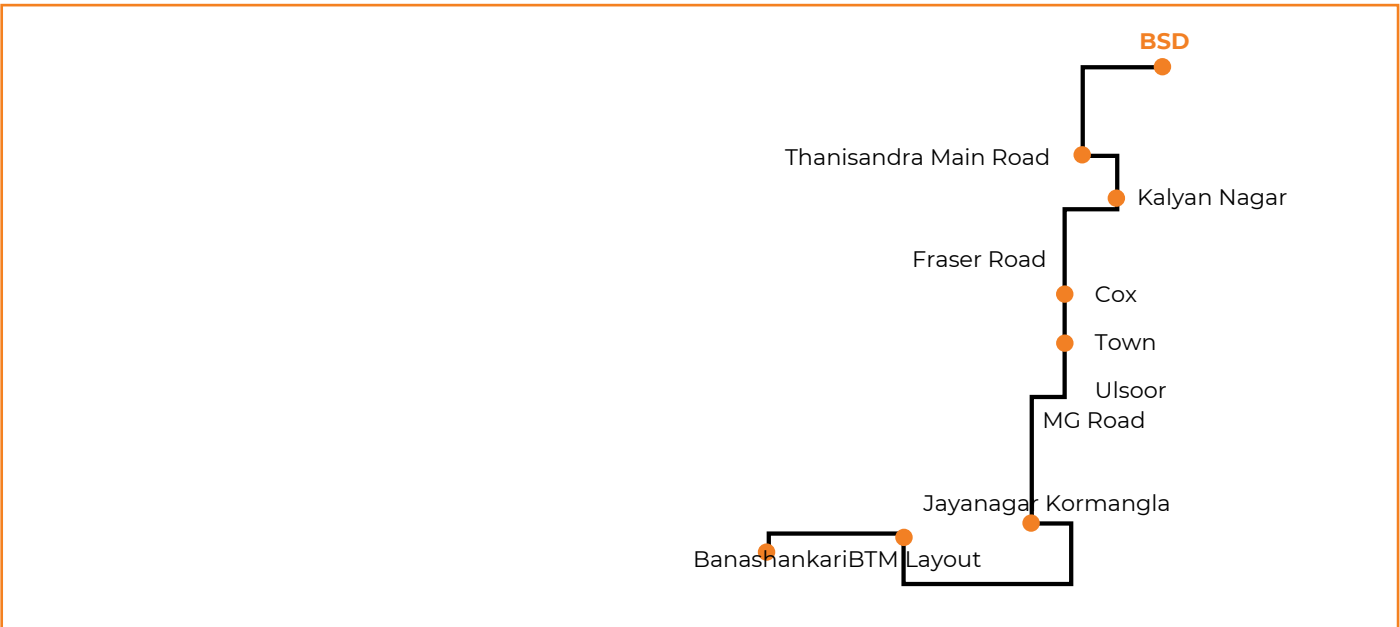 BSD
Thanisandra Main Road
Kalyan Nagar
Fraser Road
Cox
Town
Ulsoor
MG Road
Jayanagar Kormangla
BanashankariBTM Layout